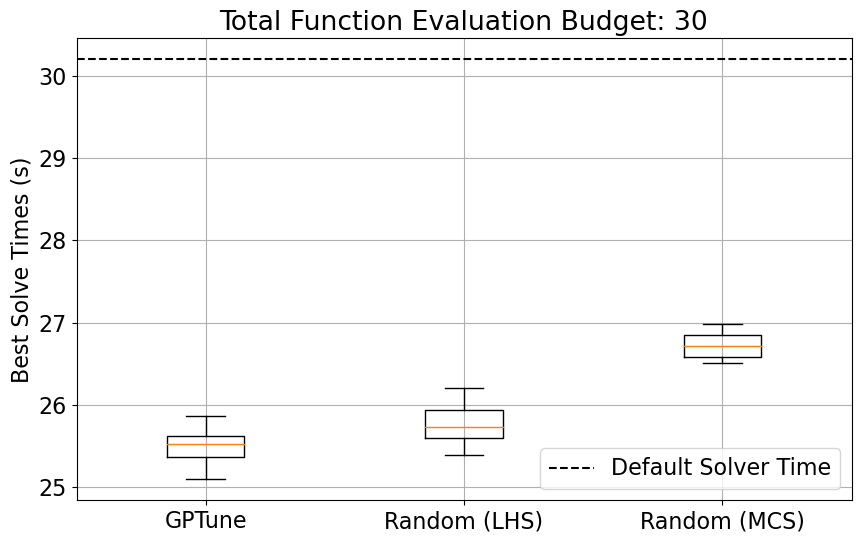 Total Function Evaluation Budget: 30
Best Solve Times (s)
30
29
28
27
26
25
Default Solver Time
GPTune
Random (LHS)
Random (MCS)